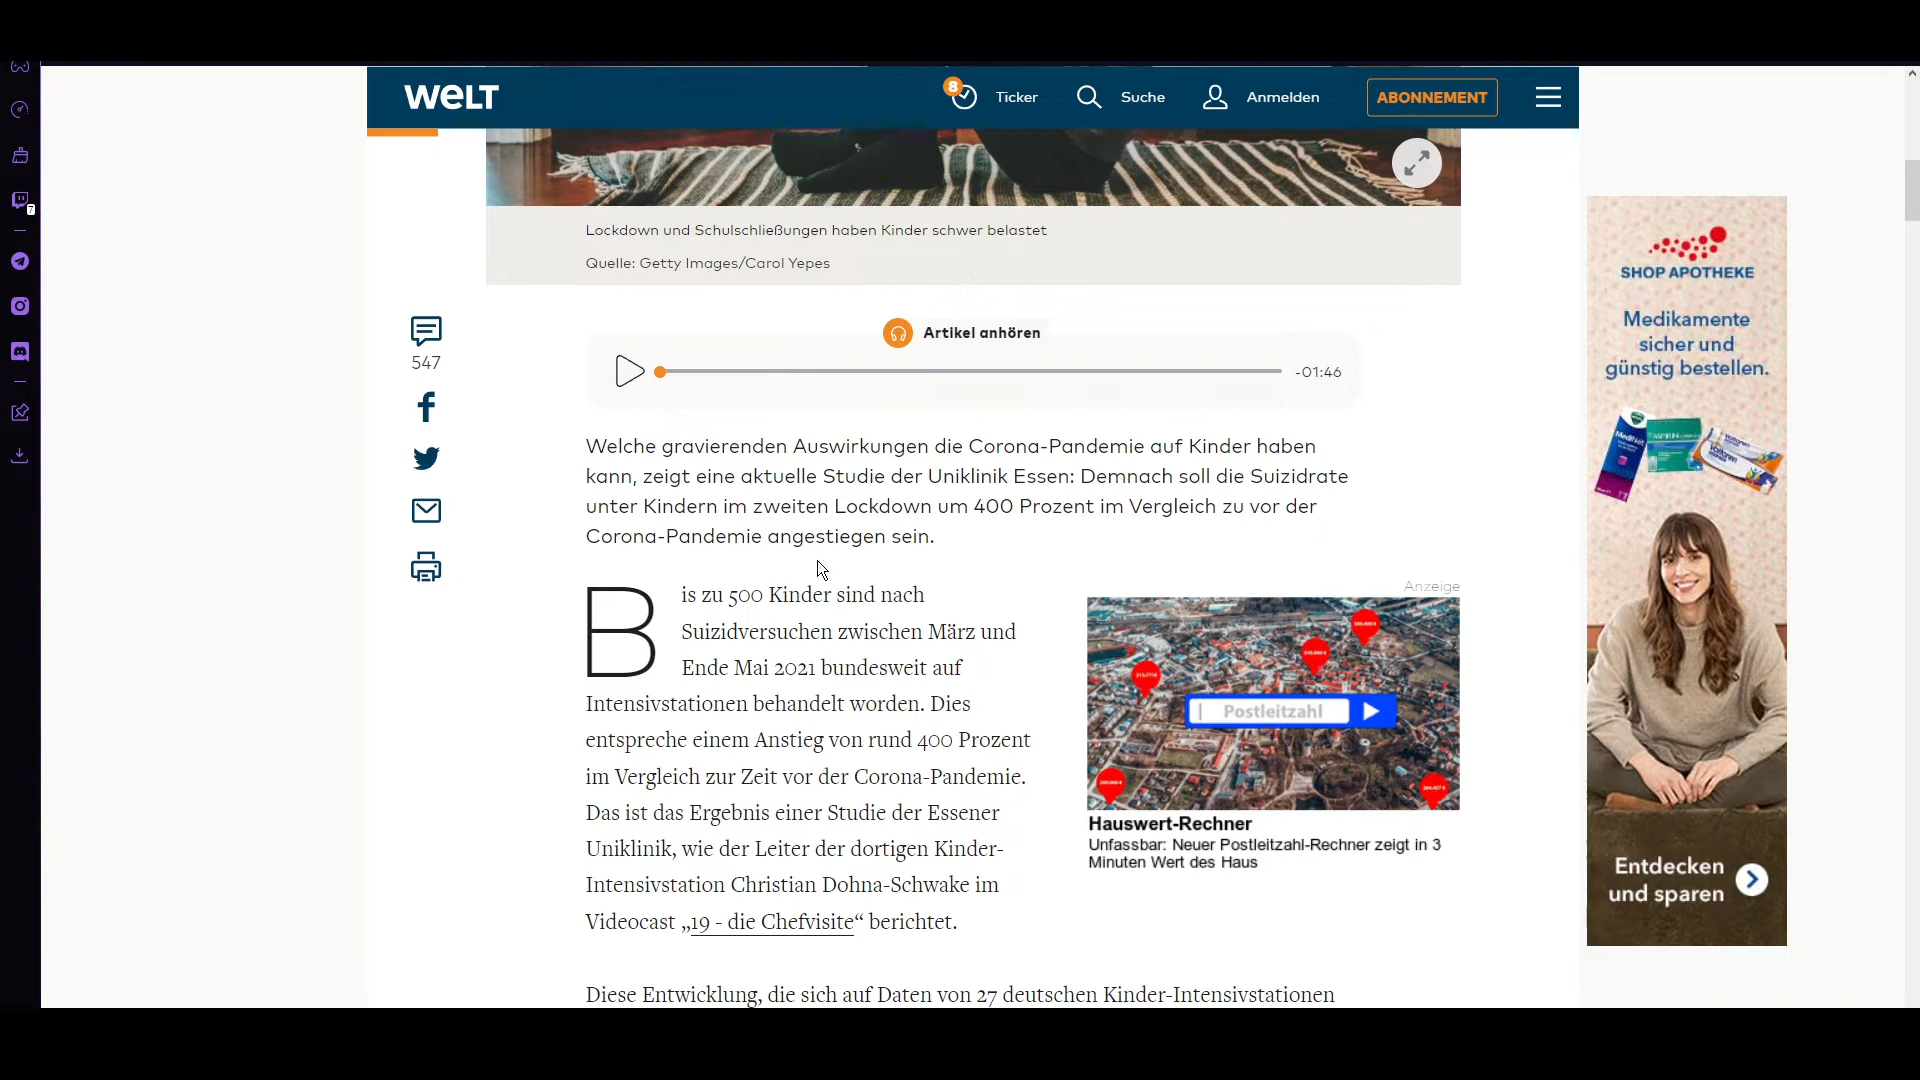 WELT
8
Ticker
Suche
Anmelden
ABONNEMENT
7
Lockdown und Schulschließungen haben Kinder schwer belastet
Quelle: Getty Images/Carol Yepes
547
Artikel anhören
-01:46
Welche gravierenden Auswirkungen die Corona-Pandemie auf Kinder haben
kann, zeigt eine aktuelle Studie der Uniklinik Essen: Demnach soll die Suizidrate
unter Kindern im zweiten Lockdown um 400 Prozent im Vergleich zu vor der
Corona-Pandemie angestiegen sein.
Bis zu 500 Kinder sind nach
Suizidversuchen zwischen März und
Ende Mai 2021 bundesweit auf
Intensivstationen behandelt worden. Dies
entspreche einem Anstieg von rund 400 Prozent
im Vergleich zur Zeit vor der Corona-Pandemie.
Das ist das Ergebnis einer Studie der Essener
Uniklinik, wie der Leiter der dortigen Kinder-
Intensivstation Christian Dohna-Schwake im
Videocast „19 - die Chefvisite“ berichtet.
Diese Entwicklung, die sich auf Daten von 27 deutschen Kinder-Intensivstationen
Anzeige
Postleitzahl
Hauswert-Rechner
Unfassbar: Neuer Postleitzahl-Rechner zeigt in 3
Minuten Wert des Haus
SHOP APOTHEKE
Medikamente
sicher und
günstig bestellen.
Entdecken
und sparen